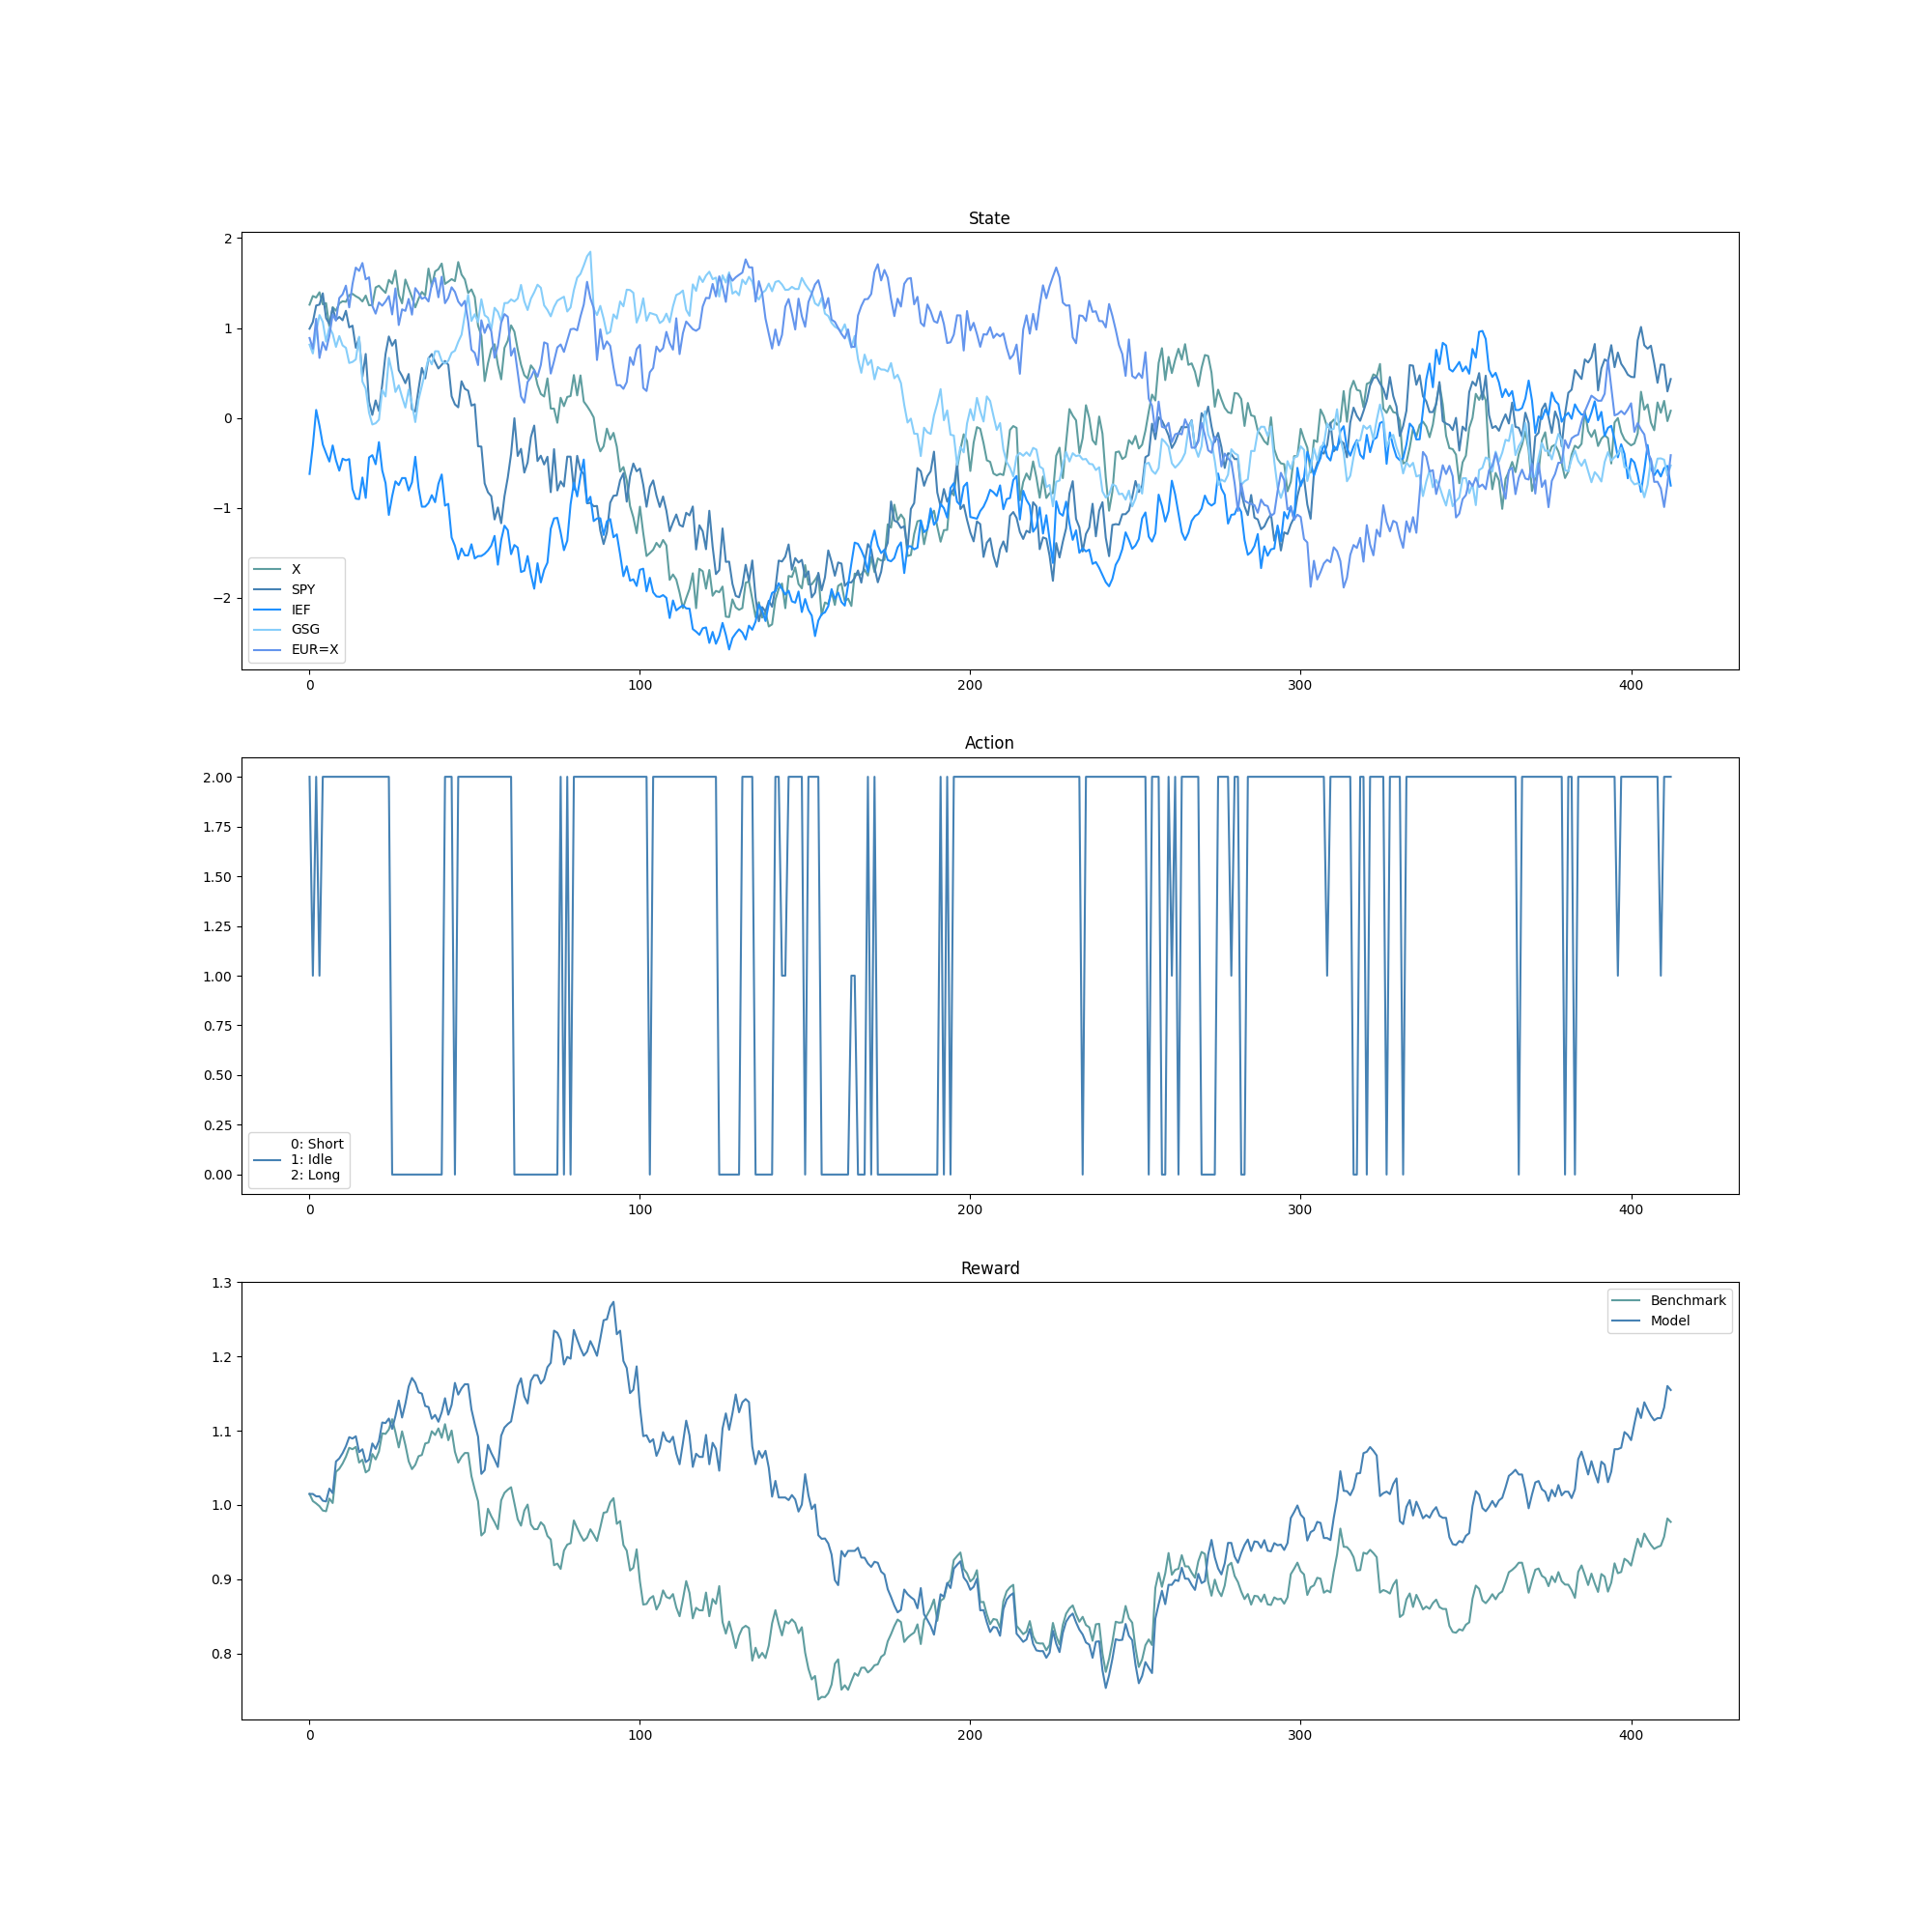 State
2
1
0
−1
−2
X
SPY
IEF
GSG
EUR=X
0 100 200 300 400
Action
2.00
1.75
1.50
1.25
1.00
0.75
0.50
0.25
0.00
0: Short
1: Idle
2: Long
0 100 200 300 400
Reward
1.3
1.2
1.1
1.0
0.9
0.8
Benchmark
Model
0 100 200 300 400